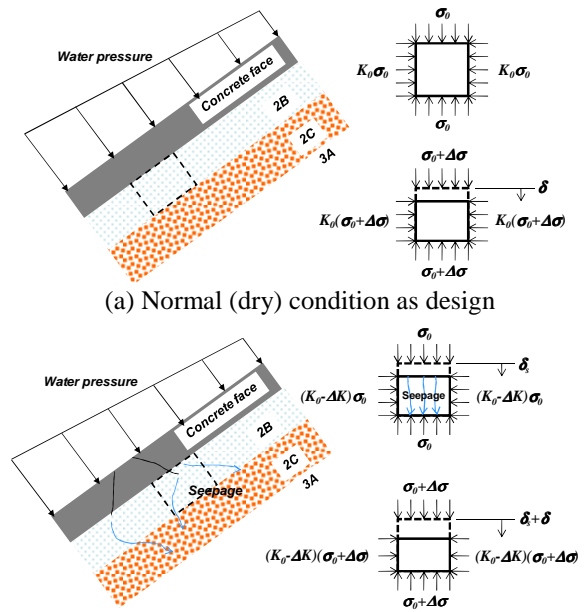 Water pressure
Concrete face
2B
2C
3A
σ₀
K₀σ₀ K₀σ₀
σ₀
σ₀+Δσ
δ
K₀(σ₀+Δσ) K₀(σ₀+Δσ)
σ₀+Δσ
(a) Normal (dry) condition as design
Water pressure
Concrete face
2B
2C
3A
Seepage
σ₀
δₛ
(K₀-ΔK)σ₀ Seepage (K₀-ΔK)σ₀
σ₀
σ₀+Δσ
δₛ+δ
(K₀-ΔK)(σ₀+Δσ) (K₀-ΔK)(σ₀+Δσ)
σ₀+Δσ